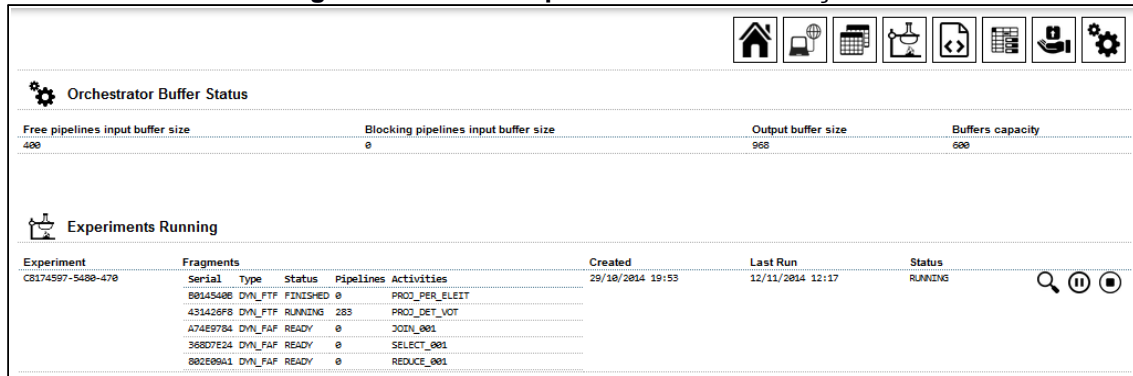 Orchestrator Buffer Status
Free pipelines input buffer size Blocking pipelines input buffer size Output buffer size Buffers capacity
400 0 968 600
Experiments Running
Experiment Fragments Created Last Run Status
C8174597-5480-470 Serial Type Status Pipelines Activities 29/10/2014 19:53 12/11/2014 12:17 RUNNING
B014540B DYN_FTF FINISHED 0 PROJ_PER_ELEIT
431426F8 DYN_FTF RUNNING 283 PROJ_DET_VOT
A74E9784 DYN_FAF READY 0 JOIN_001
368D7E24 DYN_FAF READY 0 SELECT_001
802E09A1 DYN_FAF READY 0 REDUCE_001